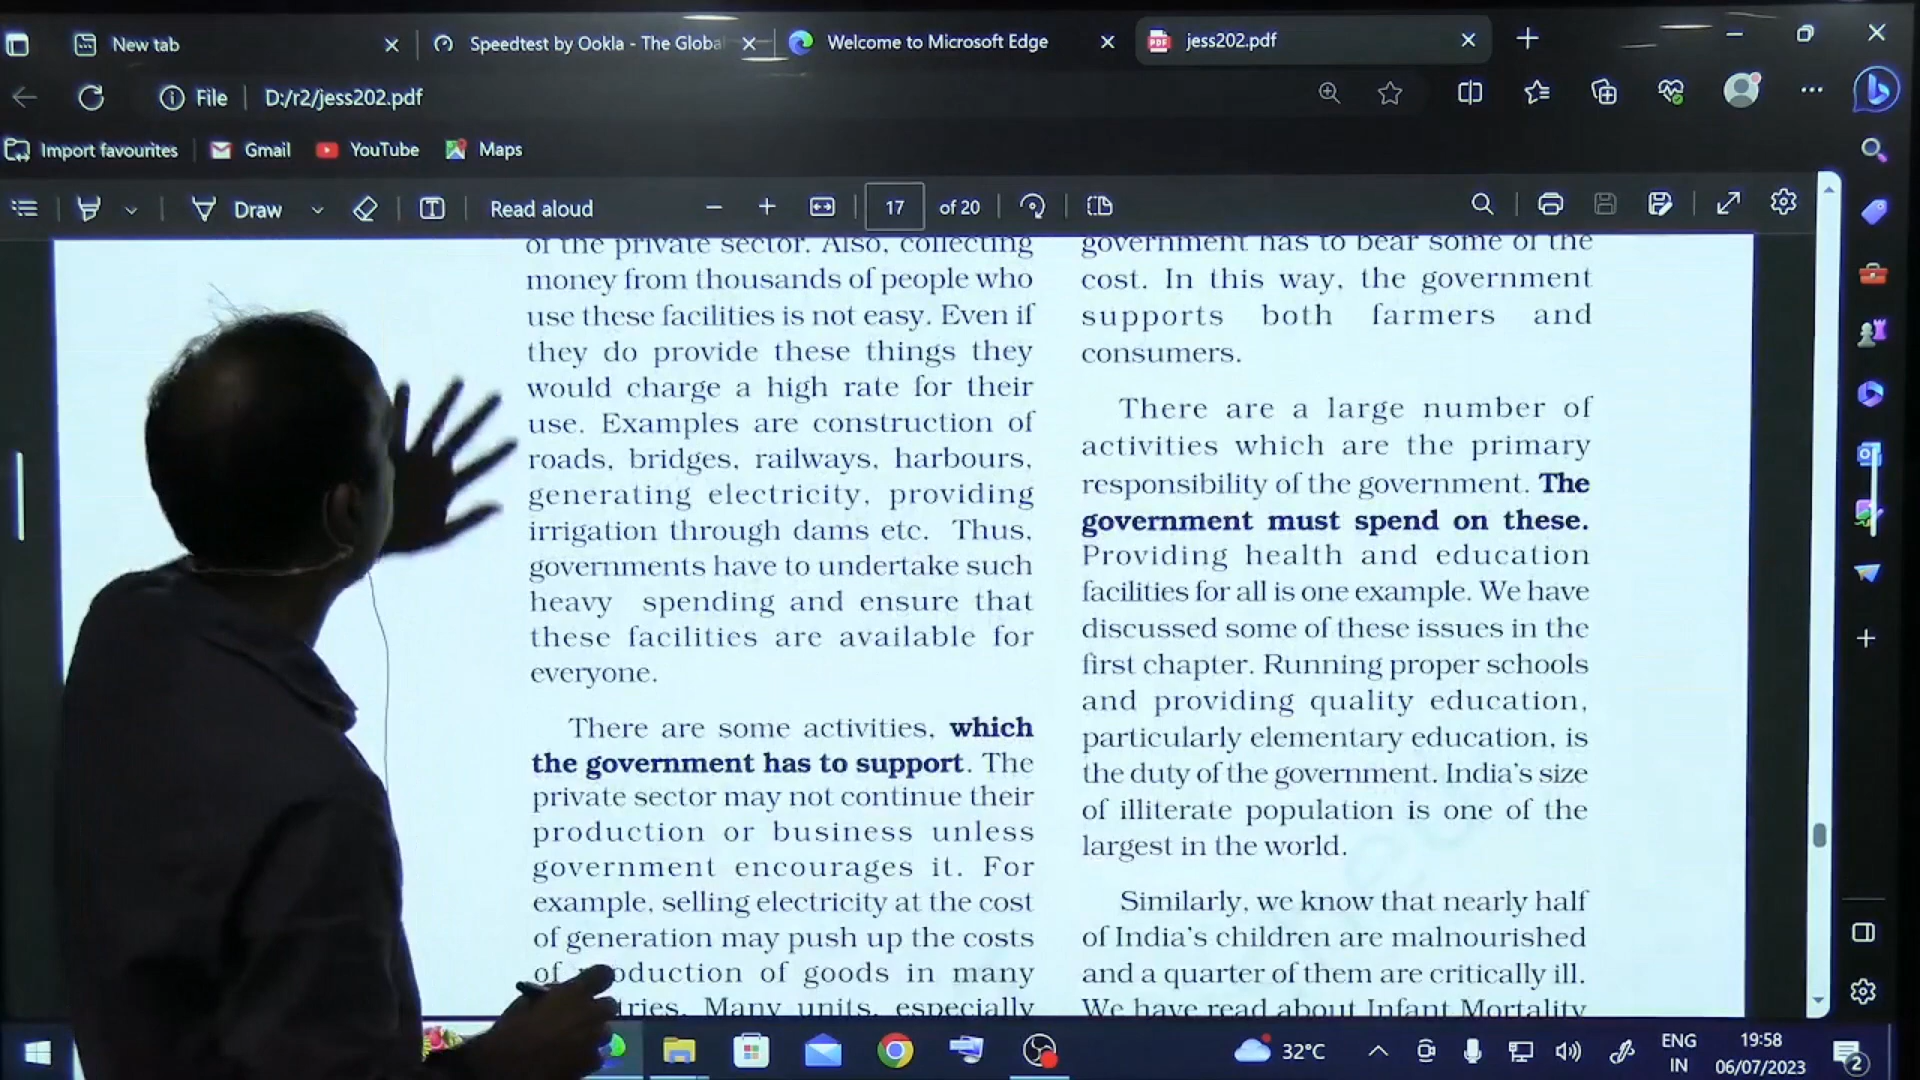 New tab
Speedtest by Ookla - The Globa
Welcome to Microsoft Edge
jess202.pdf
File
D:/r2/jess202.pdf
Import favourites
Gmail
YouTube
Maps
Draw
Read aloud
17
of 20
of the private sector. Also, collecting
money from thousands of people who
use these facilities is not easy. Even if
they do provide these things they
would charge a high rate for their
use. Examples are construction of
roads, bridges, railways, harbours,
generating electricity, providing
irrigation through dams etc. Thus,
governments have to undertake such
heavy spending and ensure that
these facilities are available for
everyone.
There are some activities, which
the government has to support. The
private sector may not continue their
production or business unless
government encourages it. For
example, selling electricity at the cost
of generation may push up the costs
of production of goods in many
tries. Many units, especially
government has to bear some of the
cost. In this way, the government
supports both farmers and
consumers.
There are a large number of
activities which are the primary
responsibility of the government. The
government must spend on these.
Providing health and education
facilities for all is one example. We have
discussed some of these issues in the
first chapter. Running proper schools
and providing quality education,
particularly elementary education, is
the duty of the government. India's size
of illiterate population is one of the
largest in the world.
Similarly, we know that nearly half
of India's children are malnourished
and a quarter of them are critically ill.
We have read about Infant Mortality
32°C
ENG
IN
19:58
06/07/2023
2